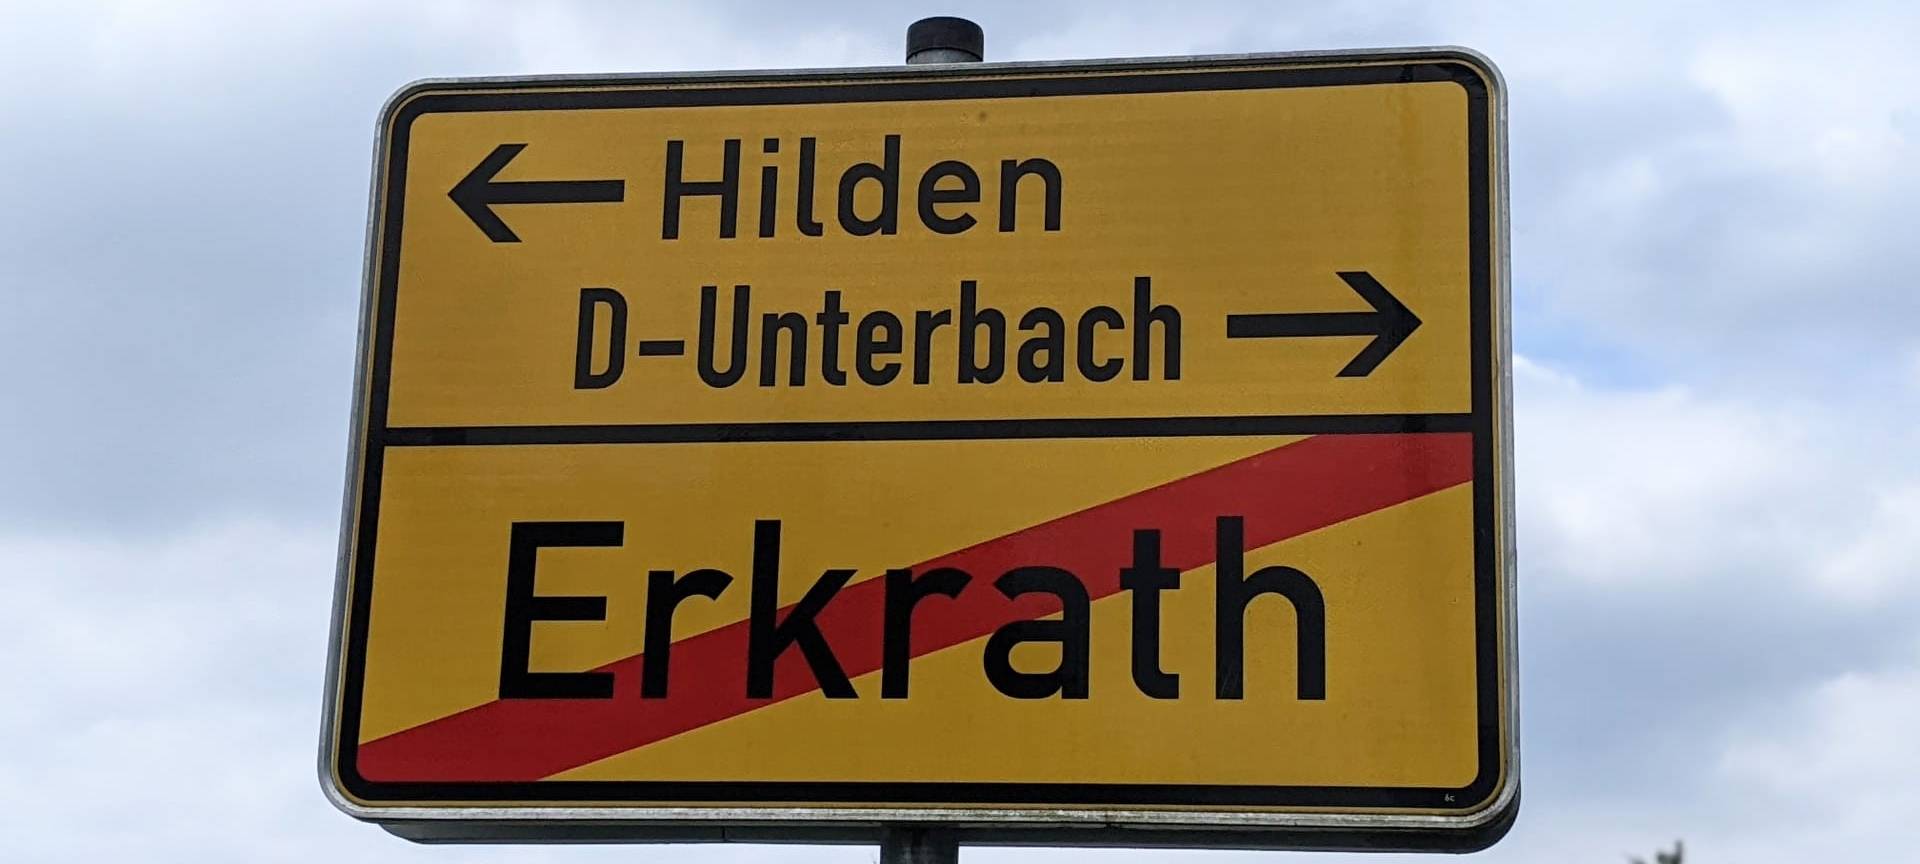 ← Hilden
D-Unterbach →
Erkrath